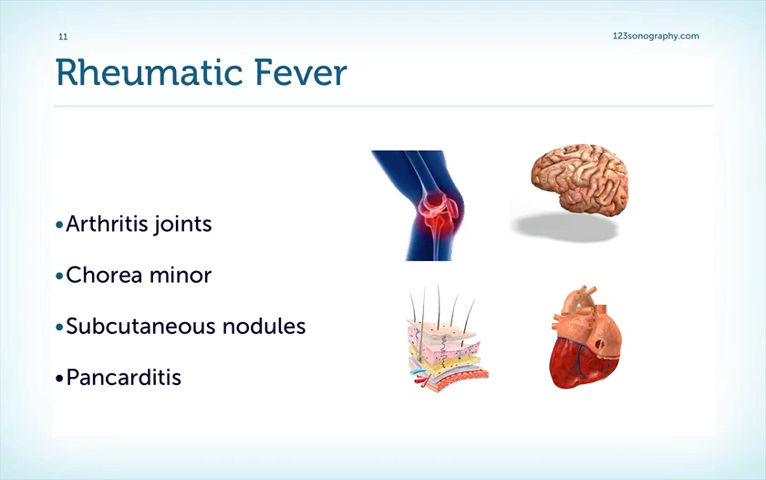 11
123sonography.com
Rheumatic Fever
•Arthritis joints
•Chorea minor
•Subcutaneous nodules
•Pancarditis